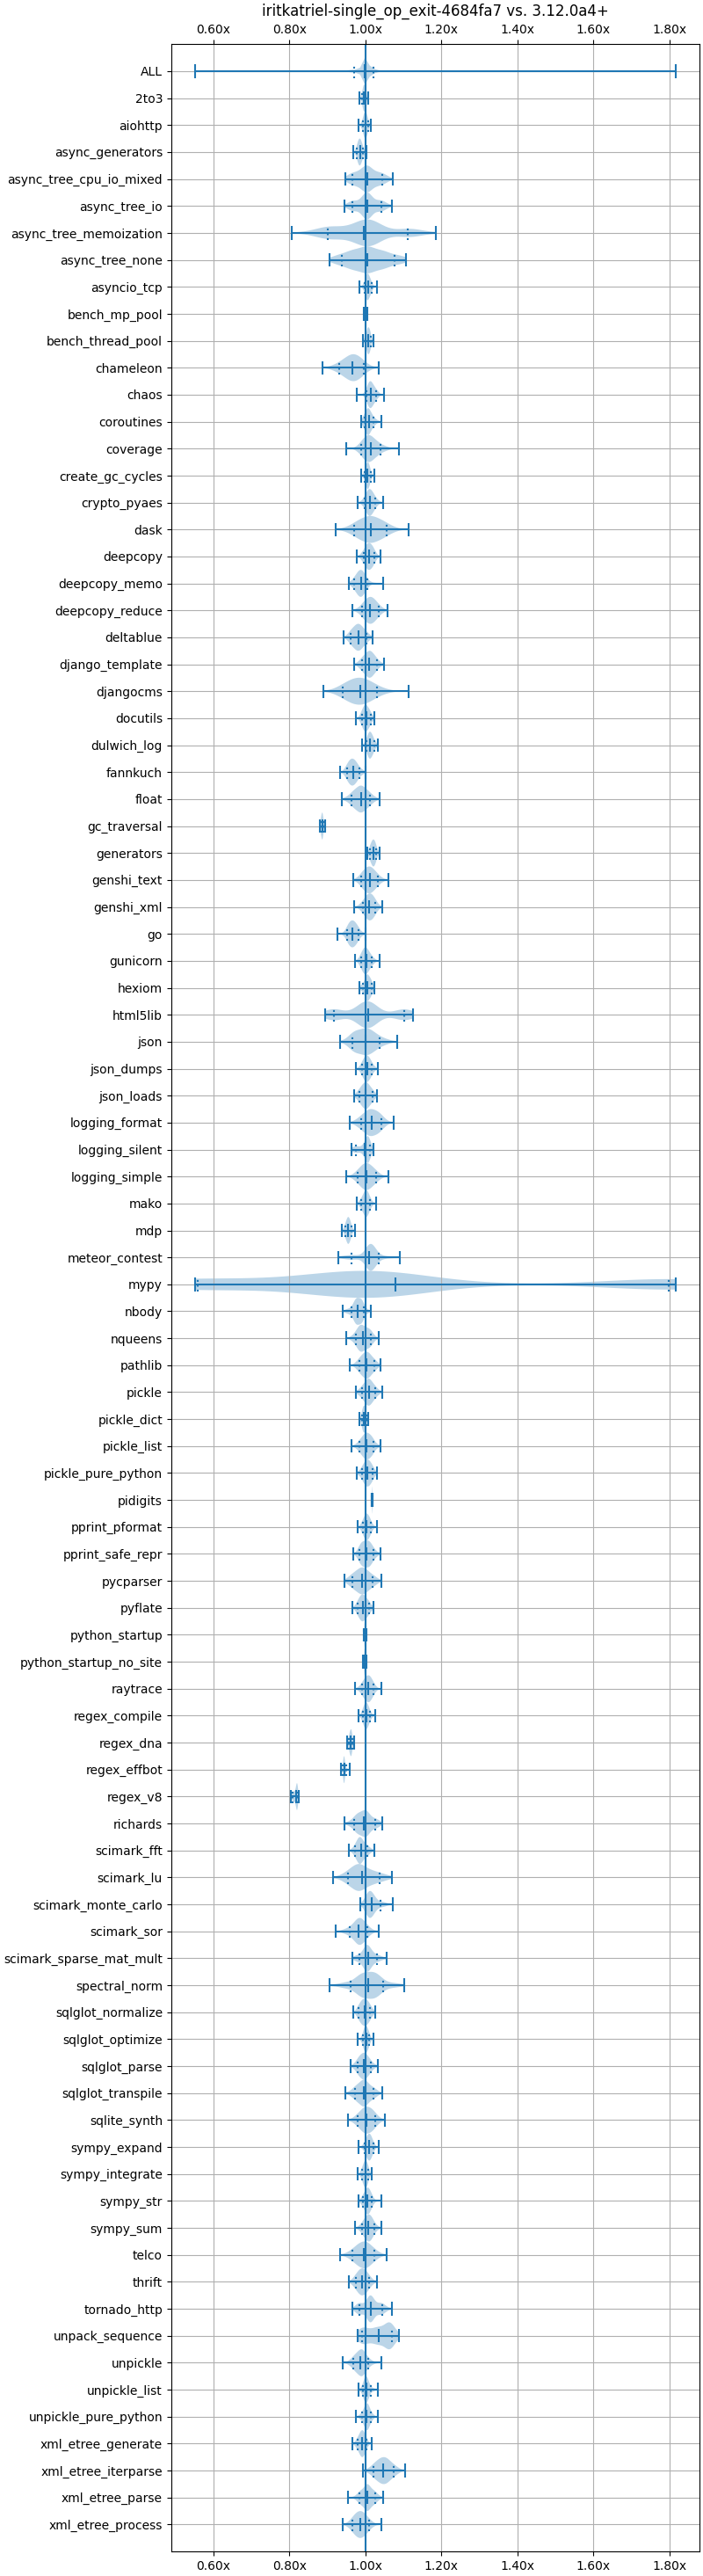 iritkatriel-single_op_exit-4684fa7 vs. 3.12.0a4+
0.60x 0.80x 1.00x 1.20x 1.40x 1.60x 1.80x
ALL
2to3
aiohttp
async_generators
async_tree_cpu_io_mixed
async_tree_io
async_tree_memoization
async_tree_none
asyncio_tcp
bench_mp_pool
bench_thread_pool
chameleon
chaos
coroutines
coverage
create_gc_cycles
crypto_pyaes
dask
deepcopy
deepcopy_memo
deepcopy_reduce
deltablue
django_template
djangocms
docutils
dulwich_log
fannkuch
float
gc_traversal
generators
genshi_text
genshi_xml
go
gunicorn
hexiom
html5lib
json
json_dumps
json_loads
logging_format
logging_silent
logging_simple
mako
mdp
meteor_contest
mypy
nbody
nqueens
pathlib
pickle
pickle_dict
pickle_list
pickle_pure_python
pidigits
pprint_pformat
pprint_safe_repr
pycparser
pyflate
python_startup
python_startup_no_site
raytrace
regex_compile
regex_dna
regex_effbot
regex_v8
richards
scimark_fft
scimark_lu
scimark_monte_carlo
scimark_sor
scimark_sparse_mat_mult
spectral_norm
sqlglot_normalize
sqlglot_optimize
sqlglot_parse
sqlglot_transpile
sqlite_synth
sympy_expand
sympy_integrate
sympy_str
sympy_sum
telco
thrift
tornado_http
unpack_sequence
unpickle
unpickle_list
unpickle_pure_python
xml_etree_generate
xml_etree_iterparse
xml_etree_parse
xml_etree_process
0.60x 0.80x 1.00x 1.20x 1.40x 1.60x 1.80x